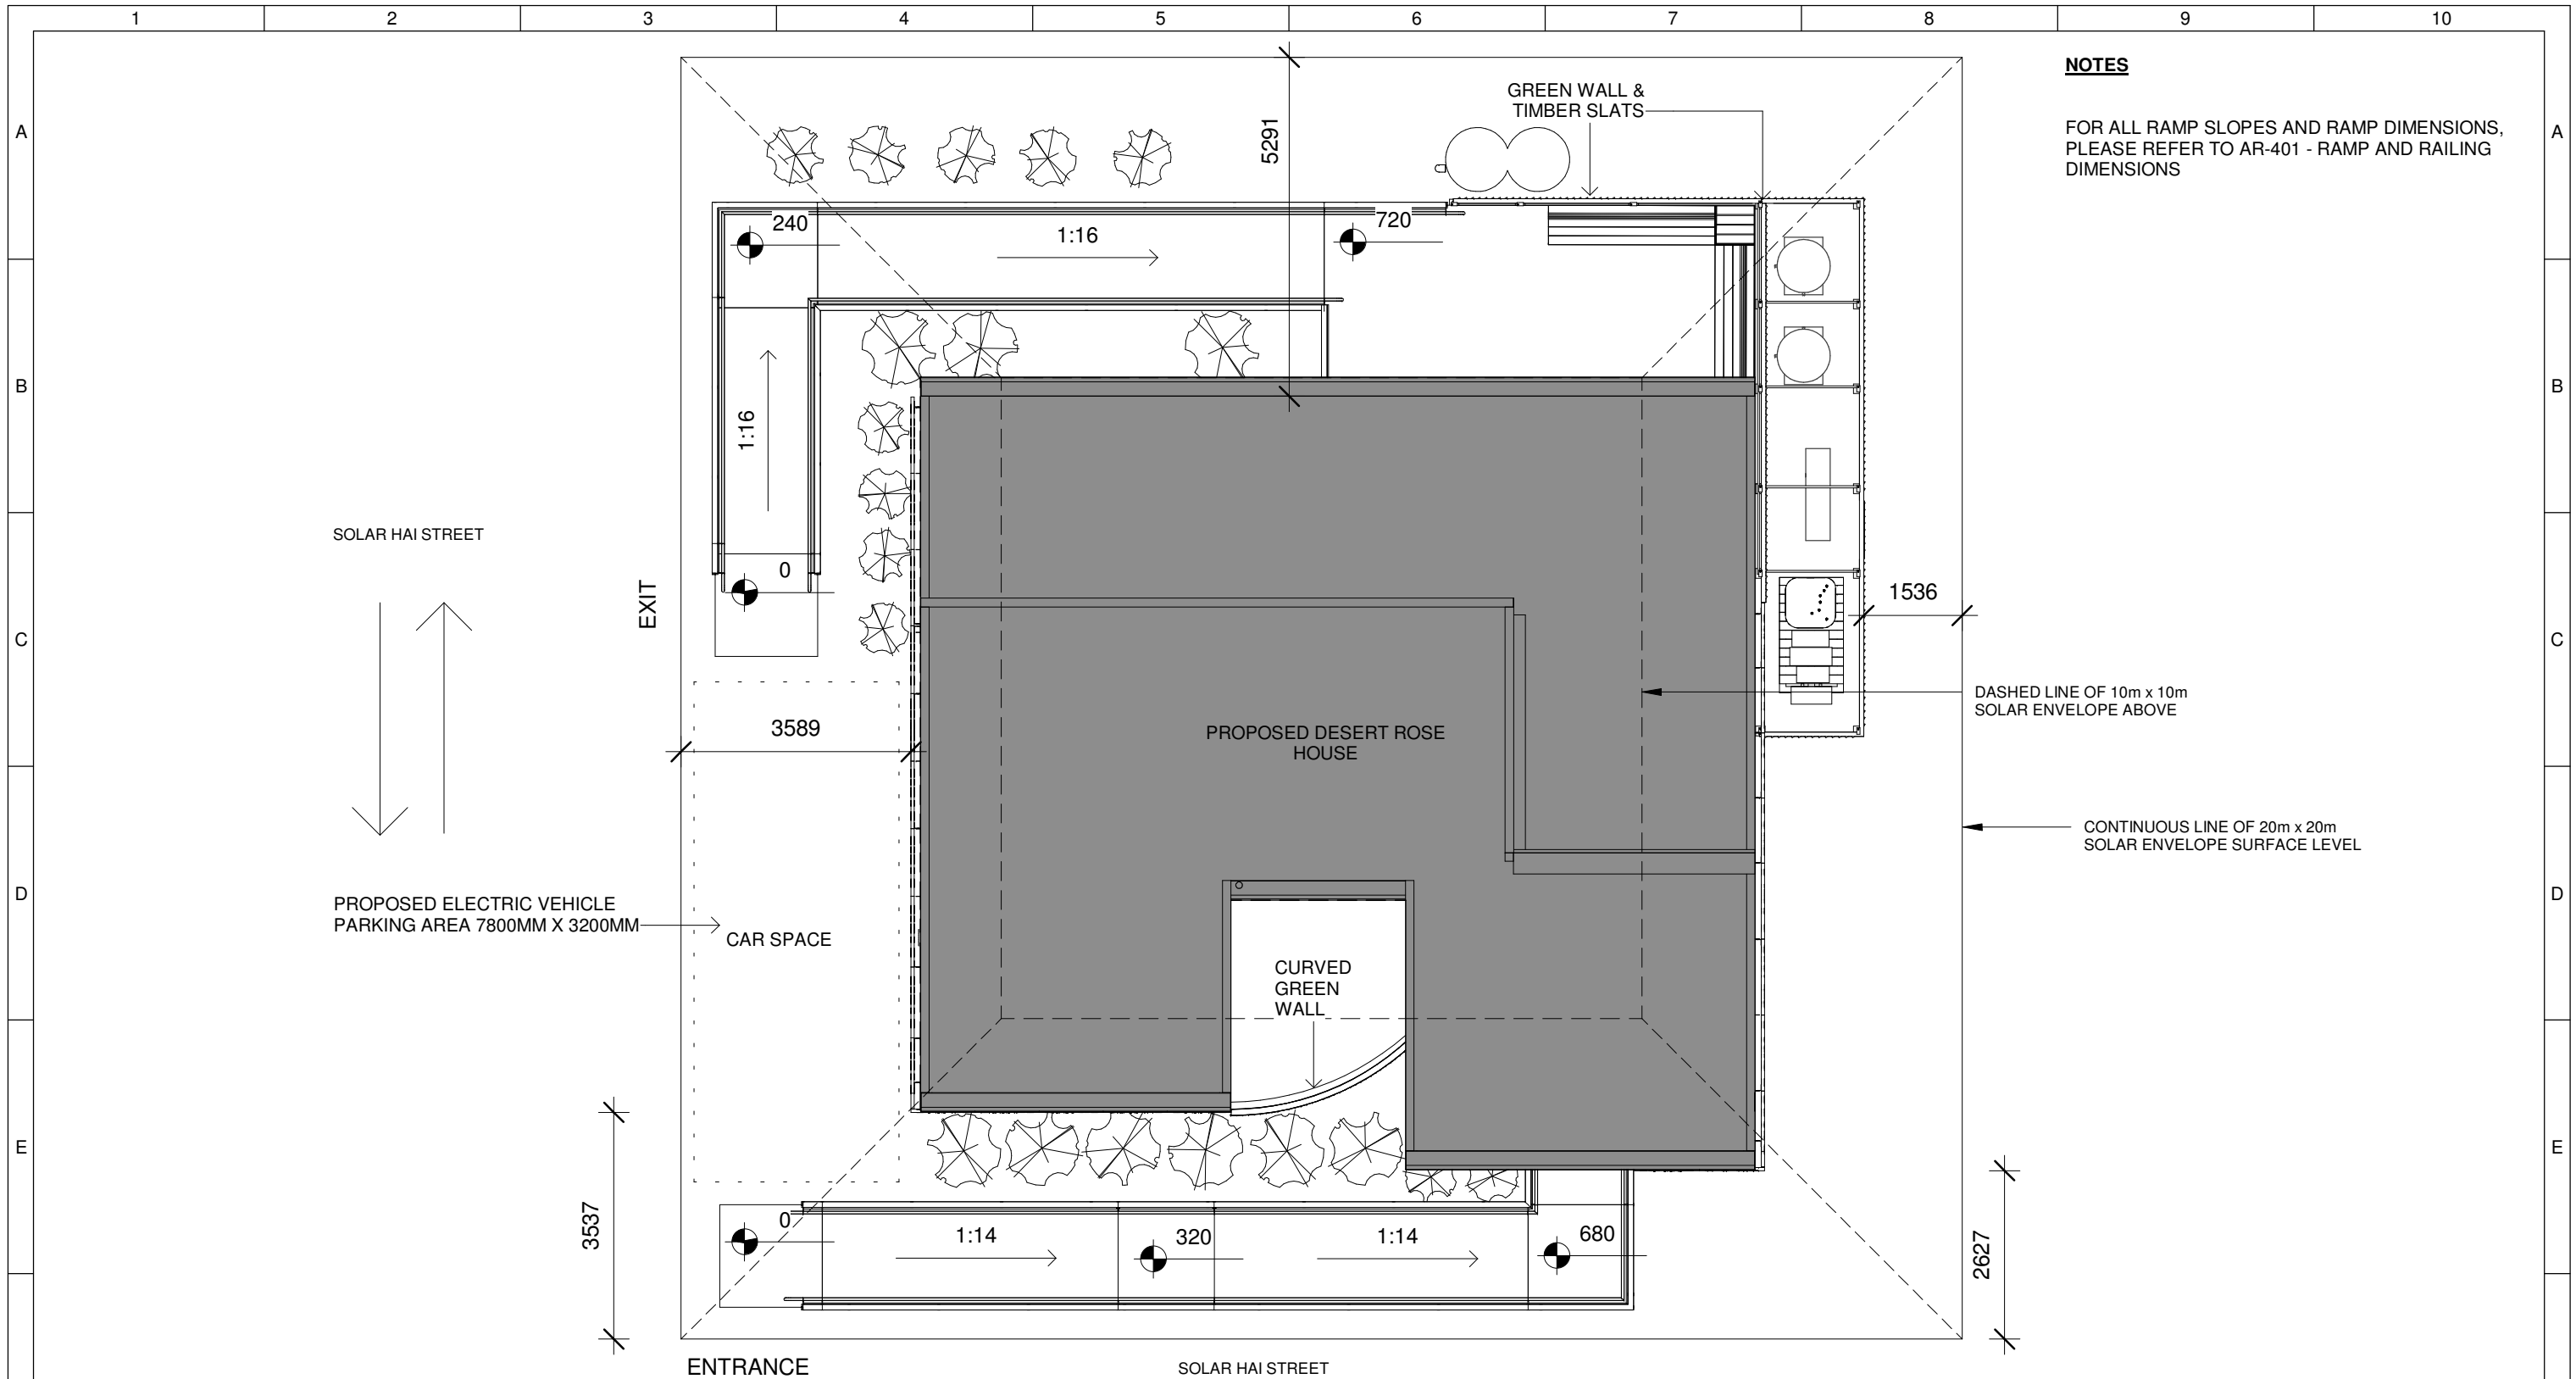 1 2 3 4 5 6 7 8 9 10
A
B
C
D
E
A
B
C
D
E
NOTES
FOR ALL RAMP SLOPES AND RAMP DIMENSIONS,
PLEASE REFER TO AR-401 - RAMP AND RAILING
DIMENSIONS
GREEN WALL &
TIMBER SLATS
5291
240
1:16
720
1:16
0
SOLAR HAI STREET
EXIT
1536
DASHED LINE OF 10m x 10m
SOLAR ENVELOPE ABOVE
3589
PROPOSED DESERT ROSE
HOUSE
CONTINUOUS LINE OF 20m x 20m
SOLAR ENVELOPE SURFACE LEVEL
PROPOSED ELECTRIC VEHICLE
PARKING AREA 7800MM X 3200MM
CAR SPACE
CURVED
GREEN
WALL
3537
0
1:14
320
1:14
680
2627
ENTRANCE
SOLAR HAI STREET